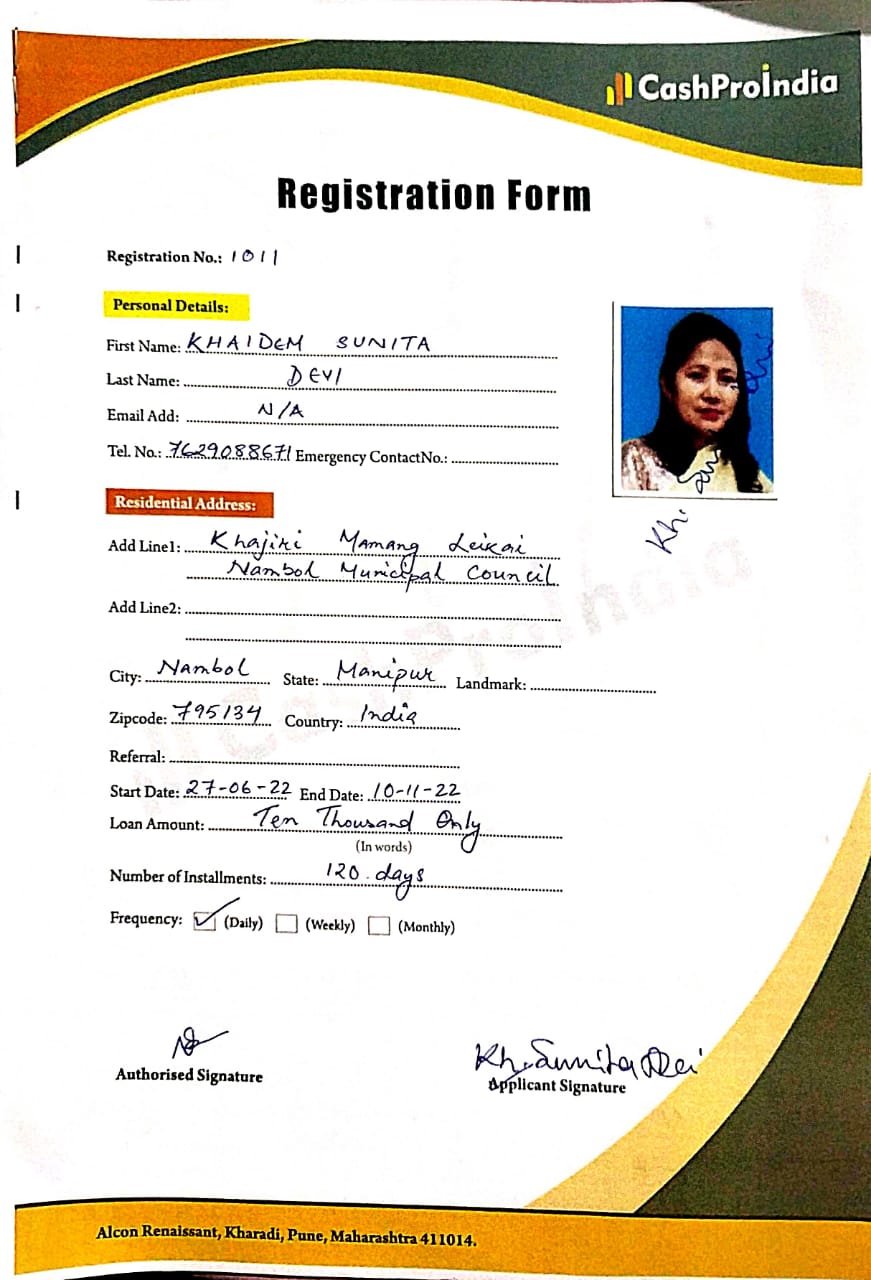 CashProIndia
Registration Form
Registration No.: 1011
Personal Details:
First Name: KHAIDEM SUNITA
Last Name: DEVI
Email Add: N/A
Tel. No.: 7629088671 Emergency ContactNo.:
Residential Address:
Add Line1: Khajiri Mamang Leikai
Nambol Municipal Council
Add Line2:
City: Nambol State: Manipur Landmark:
Zipcode: 795134 Country: India
Referral:
Start Date: 27-06-22 End Date: 10-11-22
Loan Amount: Ten Thousand Only
(In words)
Number of Installments: 120 days
Frequency: (Daily) (Weekly) (Monthly)
Kh. Sunita Devi
Authorised Signature
Applicant Signature
CashProIndia
Alcon Renaissant, Kharadi, Pune, Maharashtra 411014.